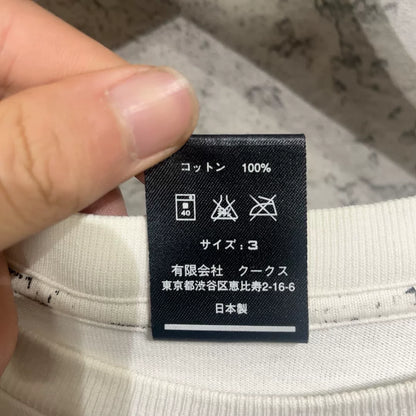 コットン 100%
40
サイズ: 3
有限会社 クークス
東京都渋谷区恵比寿2-16-6
日本製